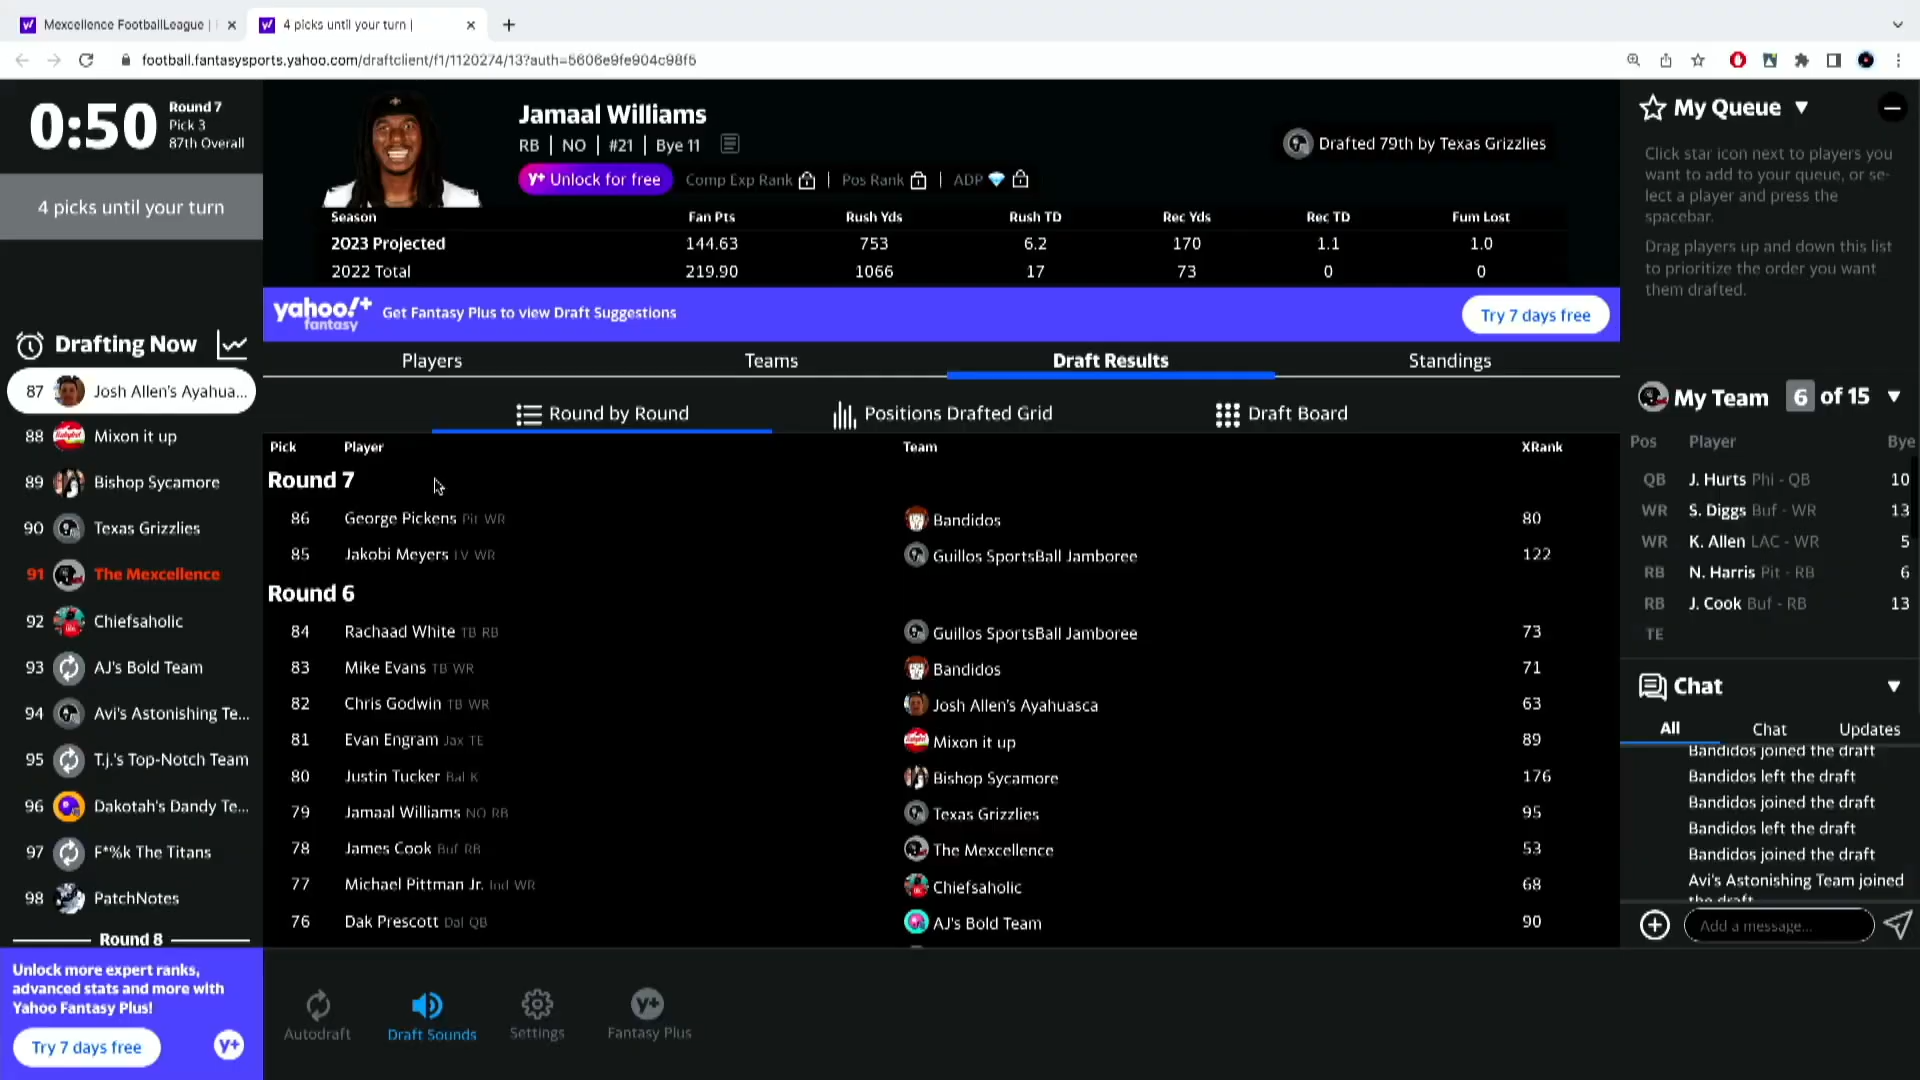 Mexcellence FootballLeague |
4 picks until your turn |
football.fantasysports.yahoo.com/draftclient/f1/1120274/13?auth=5606e9fe904c98f5
0:50
Round 7
Pick 3
87th Overall
4 picks until your turn
Drafting Now
87 Josh Allen's Ayahua...
88 Mixon it up
89 Bishop Sycamore
90 Texas Grizzlies
91 The Mexcellence
92 Chiefsaholic
93 AJ's Bold Team
94 Avi's Astonishing Te...
95 T.j.'s Top-Notch Team
96 Dakotah's Dandy Te...
97 F*%k The Titans
98 PatchNotes
Round 8
Unlock more expert ranks,
advanced stats and more with
Yahoo Fantasy Plus!
Try 7 days free
y+
Jamaal Williams
RB | NO | #21 | Bye 11
y+ Unlock for free
Comp Exp Rank | Pos Rank | ADP
Drafted 79th by Texas Grizzlies
Season Fan Pts Rush Yds Rush TD Rec Yds Rec TD Fum Lost
2023 Projected 144.63 753 6.2 170 1.1 1.0
2022 Total 219.90 1066 17 73 0 0
yahoo!+
fantasy
Get Fantasy Plus to view Draft Suggestions
Try 7 days free
Players
Teams
Draft Results
Standings
Round by Round
Positions Drafted Grid
Draft Board
Pick Player Team XRank
Round 7
86 George Pickens Pit WR Bandidos 80
85 Jakobi Meyers LV WR Guillos SportsBall Jamboree 122
Round 6
84 Rachaad White TB RB Guillos SportsBall Jamboree 73
83 Mike Evans TB WR Bandidos 71
82 Chris Godwin TB WR Josh Allen's Ayahuasca 63
81 Evan Engram Jax TE Mixon it up 89
80 Justin Tucker Bal K Bishop Sycamore 176
79 Jamaal Williams NO RB Texas Grizzlies 95
78 James Cook Buf RB The Mexcellence 53
77 Michael Pittman Jr. Ind WR Chiefsaholic 68
76 Dak Prescott Dal QB AJ's Bold Team 90
Autodraft
Draft Sounds
Settings
y+
Fantasy Plus
My Queue
Click star icon next to players you
want to add to your queue, or se-
lect a player and press the
spacebar.
Drag players up and down this list
to prioritize the order you want
them drafted.
My Team 6 of 15
Pos Player Bye
QB J. Hurts Phi - QB 10
WR S. Diggs Buf - WR 13
WR K. Allen LAC - WR 5
RB N. Harris Pit - RB 6
RB J. Cook Buf - RB 13
TE
Chat
All
Chat
Updates
Bandidos joined the draft
Bandidos left the draft
Bandidos joined the draft
Bandidos left the draft
Bandidos joined the draft
Avi's Astonishing Team joined
the draft
Add a message...